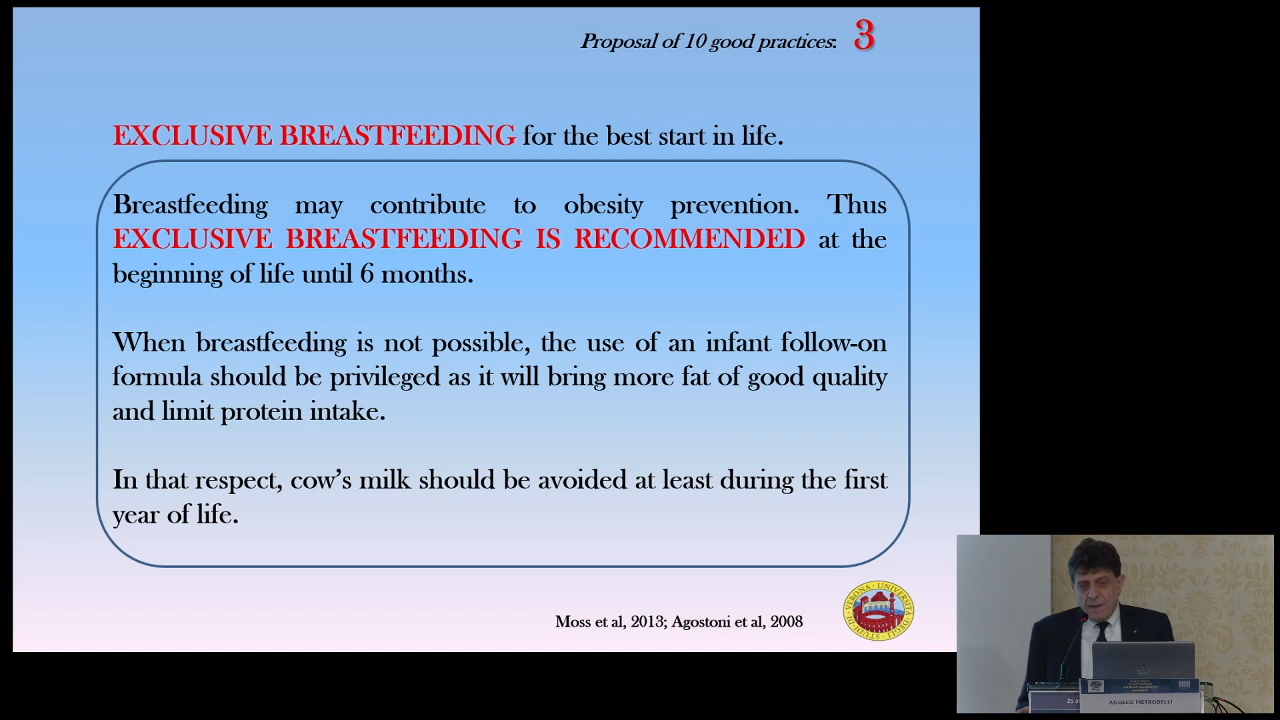 Proposal of 10 good practices: 3
EXCLUSIVE BREASTFEEDING for the best start in life.
Breastfeeding may contribute to obesity prevention. Thus
EXCLUSIVE BREASTFEEDING IS RECOMMENDED at the
beginning of life until 6 months.
When breastfeeding is not possible, the use of an infant follow-on
formula should be privileged as it will bring more fat of good quality
and limit protein intake.
In that respect, cow's milk should be avoided at least during the first
year of life.
Moss et al, 2013; Agostoni et al, 2008
VERONA · UNIVERSITÀ
ANGELO PIETROBELLI